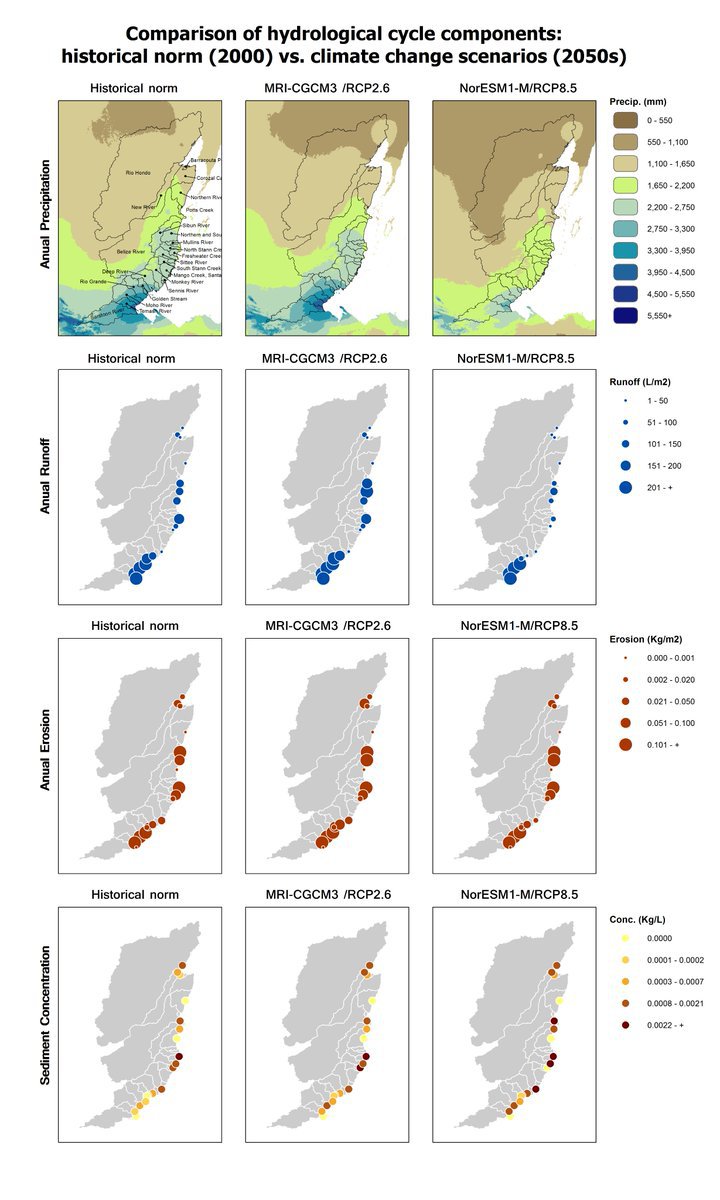 Comparison of hydrological cycle components:
historical norm (2000) vs. climate change scenarios (2050s)
Historical norm
MRI-CGCM3 /RCP2.6
NorESM1-M/RCP8.5
Precip. (mm)
Anual Precipitation
Barracouta P
Rio Hondo
Corozal Ca
Northern Rive
New River
Potts Creek
Sibun River
Northern and Sou
Mullins River
North Stann Cree
Belize River
Freshwater Cree
Sittee River
South Stann Creek
Deep River
Mango Creek, Santa
Rio Grande
Monkey River
Sennis River
Golden Stream
Moho River
Temash River
Sarstoon River
0 - 550
550 - 1,100
1,100 - 1,650
1,650 - 2,200
2,200 - 2,750
2,750 - 3,300
3,300 - 3,950
3,950 - 4,500
4,500 - 5,550
5,550+
Historical norm
MRI-CGCM3 /RCP2.6
NorESM1-M/RCP8.5
Anual Runoff
Runoff (L/m2)
1 - 50
51 - 100
101 - 150
151 - 200
201 - +
Historical norm
MRI-CGCM3 /RCP2.6
NorESM1-M/RCP8.5
Anual Erosion
Erosion (Kg/m2)
0.000 - 0.001
0.002 - 0.020
0.021 - 0.050
0.051 - 0.100
0.101 - +
Historical norm
MRI-CGCM3 /RCP2.6
NorESM1-M/RCP8.5
Sediment Concentration
Conc. (Kg/L)
0.0000
0.0001 - 0.0002
0.0003 - 0.0007
0.0008 - 0.0021
0.0022 - +